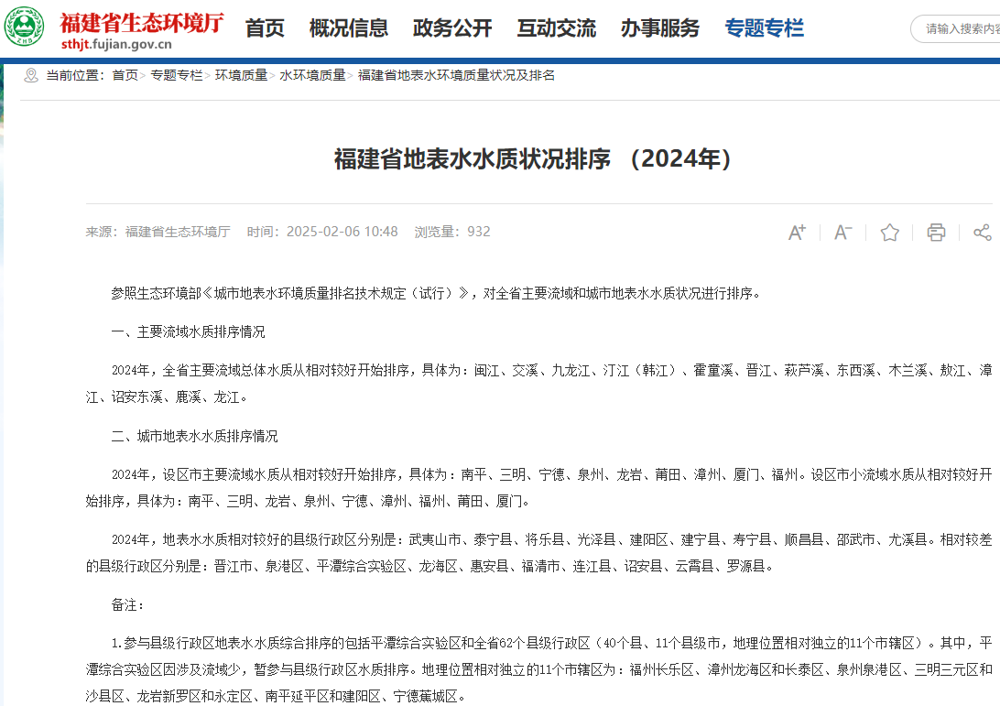 福建省生态环境厅
sthjt.fujian.gov.cn
首页 概况信息 政务公开 互动交流 办事服务 专题专栏
请输入搜索内容
当前位置：首页> 专题专栏> 环境质量> 水环境质量> 福建省地表水环境质量状况及排名
福建省地表水水质状况排序 （2024年）
来源：福建省生态环境厅 时间：2025-02-06 10:48 浏览量：932
A+ A-
参照生态环境部《城市地表水环境质量排名技术规定（试行）》，对全省主要流域和城市地表水水质状况进行排序。
一、主要流域水质排序情况
2024年，全省主要流域总体水质从相对较好开始排序，具体为：闽江、交溪、九龙江、汀江（韩江）、霍童溪、晋江、萩芦溪、东西溪、木兰溪、敖江、漳
江、诏安东溪、鹿溪、龙江。
二、城市地表水水质排序情况
2024年，设区市主要流域水质从相对较好开始排序，具体为：南平、三明、宁德、泉州、龙岩、莆田、漳州、厦门、福州。设区市小流域水质从相对较好开
始排序，具体为：南平、三明、龙岩、泉州、宁德、漳州、福州、莆田、厦门。
2024年，地表水水质相对较好的县级行政区分别是：武夷山市、泰宁县、将乐县、光泽县、建阳区、建宁县、寿宁县、顺昌县、邵武市、尤溪县。相对较差
的县级行政区分别是：晋江市、泉港区、平潭综合实验区、龙海区、惠安县、福清市、连江县、诏安县、云霄县、罗源县。
备注：
1.参与县级行政区地表水水质综合排序的包括平潭综合实验区和全省62个县级行政区（40个县、11个县级市，地理位置相对独立的11个市辖区）。其中，平
潭综合实验区因涉及流域少，暂参与县级行政区水质排序。地理位置相对独立的11个市辖区为：福州长乐区、漳州龙海区和长泰区、泉州泉港区、三明三元区和
沙县区、龙岩新罗区和永定区、南平延平区和建阳区、宁德蕉城区。